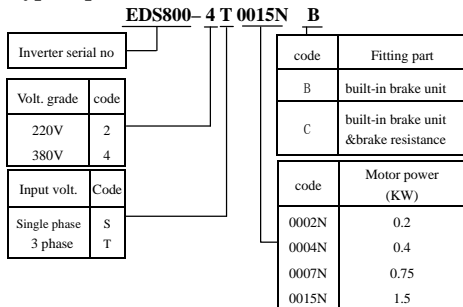 EDS800– 4 T 0015N B
Inverter serial no
Volt. grade code
220V 2
380V 4
Input volt. Code
Single phase S
3 phase T
code Fitting part
B built-in brake unit
C built-in brake unit
&brake resistance
code Motor power
(KW)
0002N 0.2
0004N 0.4
0007N 0.75
0015N 1.5